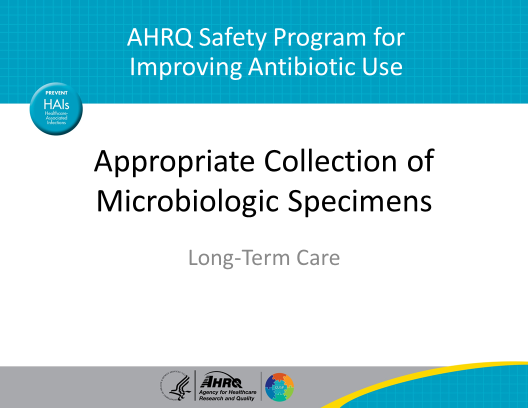 AHRQ Safety Program for
Improving Antibiotic Use
PREVENT
HAIs
Healthcare-
Associated
Infections
Appropriate Collection of
Microbiologic Specimens
Long-Term Care
AHRQ
Agency for Healthcare
Research and Quality